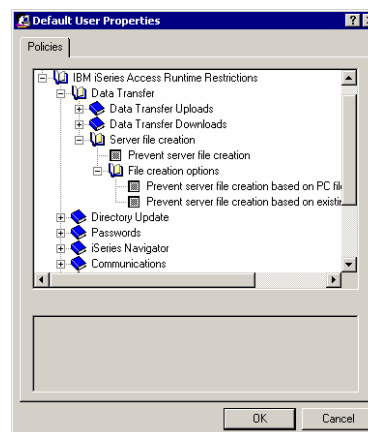 Default User Properties
Policies
IBM iSeries Access Runtime Restrictions
Data Transfer
Data Transfer Uploads
Data Transfer Downloads
Server file creation
Prevent server file creation
File creation options
Prevent server file creation based on PC file
Prevent server file creation based on existin
Directory Update
Passwords
iSeries Navigator
Communications
OK
Cancel